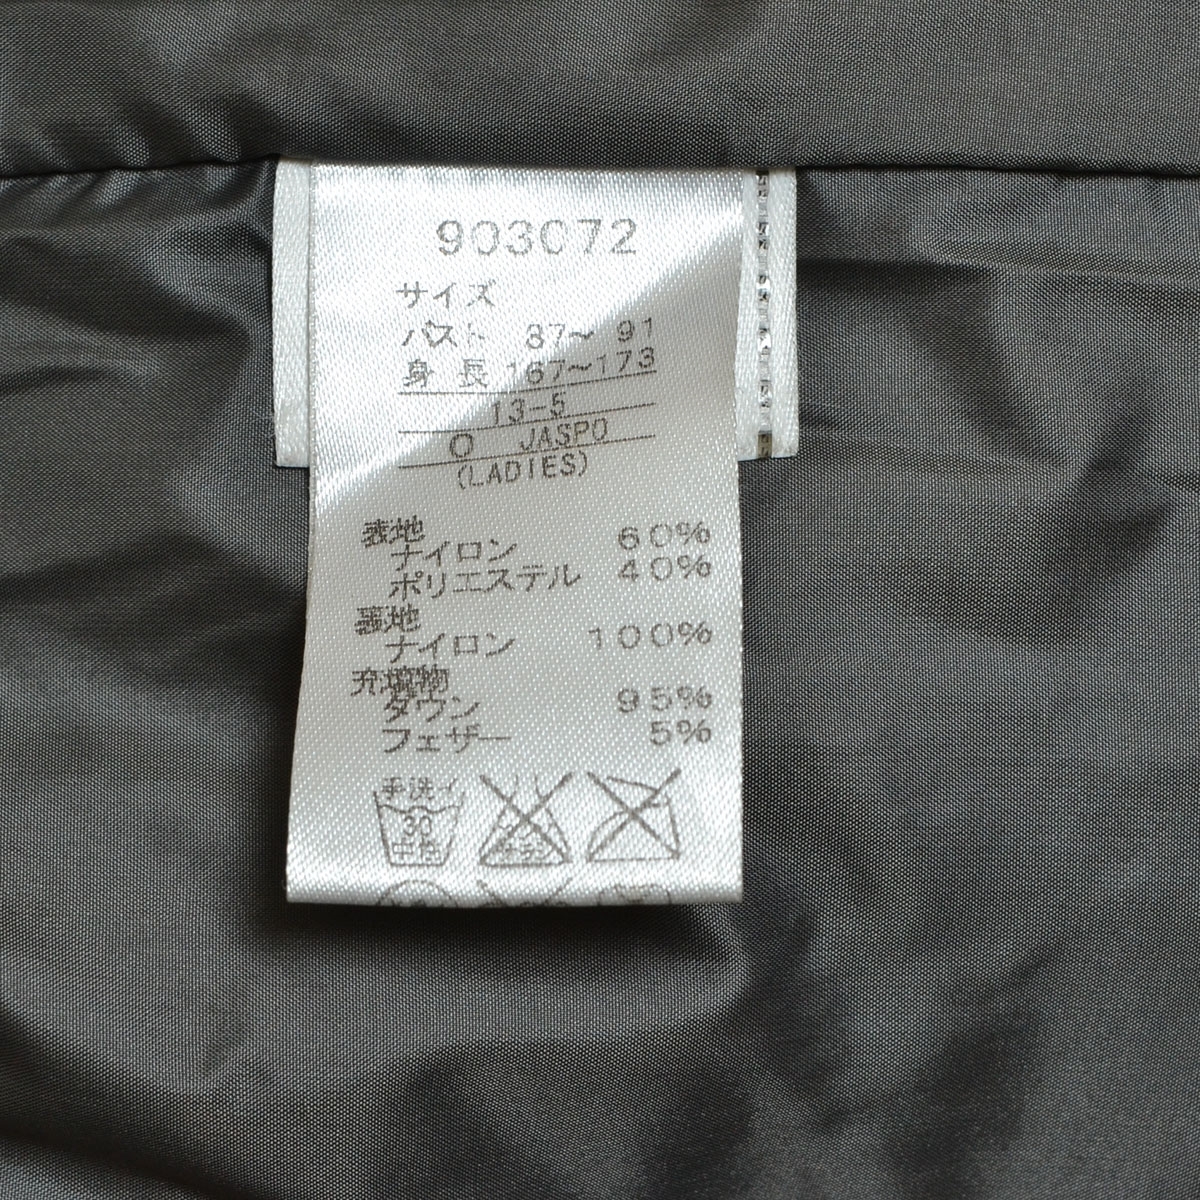 903072
サイズ
バスト 87～ 91
身 長 167～173
13-5
O JASPO
(LADIES)
表地
ナイロン 60%
ポリエステル 40%
裏地
ナイロン 100%
充填物
ダウン 95%
フェザー 5%
手洗イ
30
中性